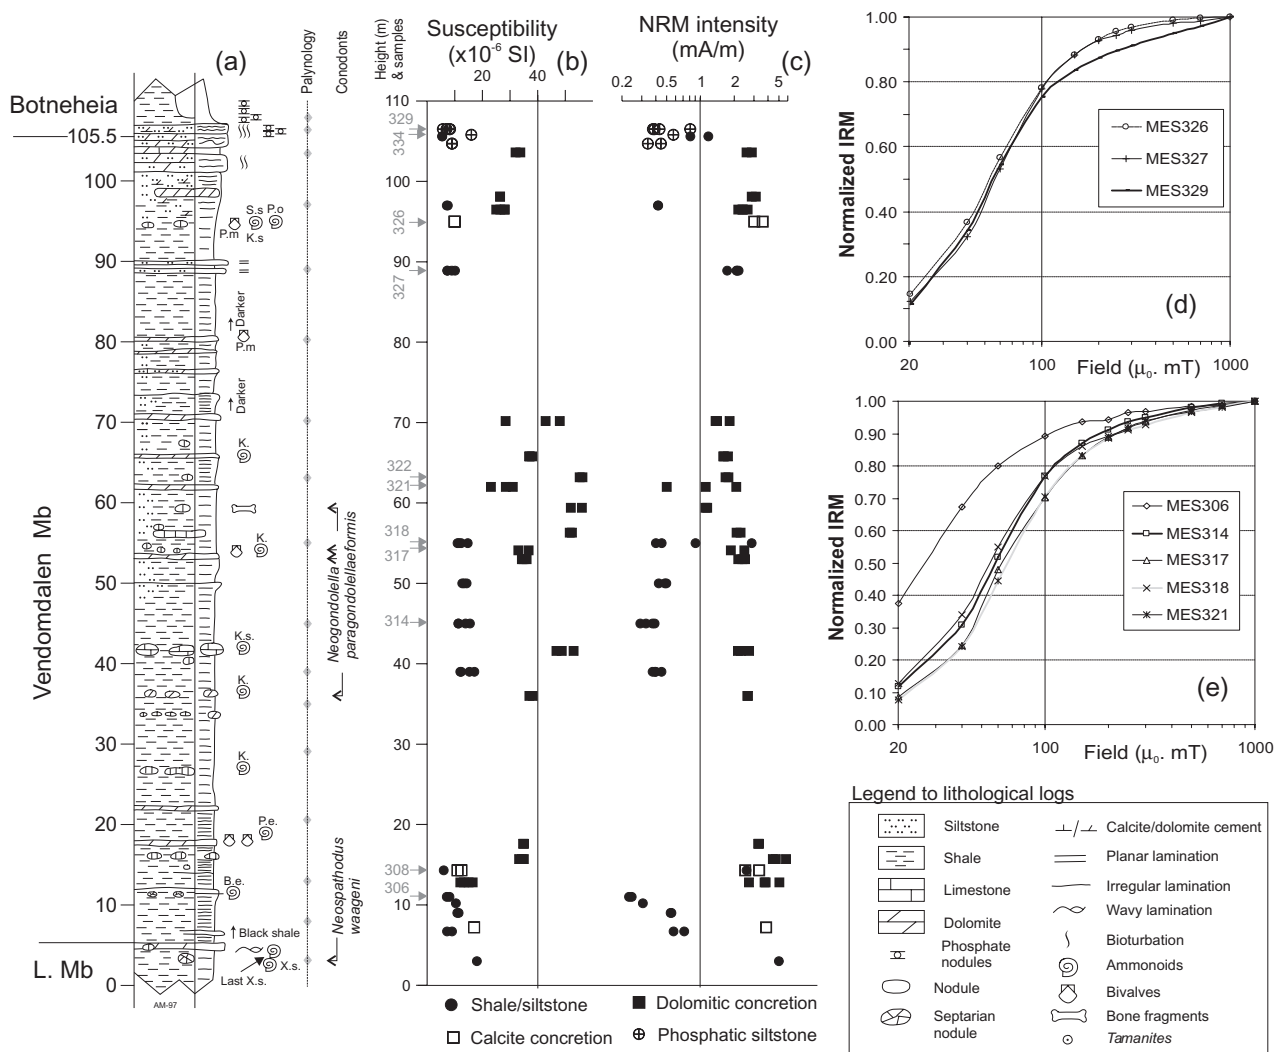 (a)
Palynology
Conodonts
Height (m)
& samples
Susceptibility
(x10-6 SI)
20
40
(b)
NRM intensity
(mA/m)
(c)
0.2
0.4
1
2
5
Botneheia
105.5
100
90
80
70
60
50
40
30
20
10
0
Vendomdalen Mb
L. Mb
S.s
P.o
P.m
K.s
Darker
P.m
Darker
K.
K.
K.s.
K.
K.
P.e.
B.e.
Black shale
X.s.
Last X.s.
AM-97
Neogondolella
paragondolellaeformis
Neospathodus
waageni
110
100
90
80
70
60
50
40
30
20
10
0
329
334
326
327
322
321
318
317
314
308
306
Shale/siltstone
Dolomitic concretion
Calcite concretion
Phosphatic siltstone
Normalized IRM
1.00
0.80
0.60
0.40
0.20
0.00
20
100
1000
Field (μ0. mT)
MES326
MES327
MES329
(d)
Normalized IRM
1.00
0.90
0.80
0.70
0.60
0.50
0.40
0.30
0.20
0.10
0.00
20
100
1000
Field (μ0. mT)
MES306
MES314
MES317
MES318
MES321
(e)
Legend to lithological logs
Siltstone
Shale
Limestone
Dolomite
Phosphate
nodules
Nodule
Septarian
nodule
Calcite/dolomite cement
Planar lamination
Irregular lamination
Wavy lamination
Bioturbation
Ammonoids
Bivalves
Bone fragments
Tamanites